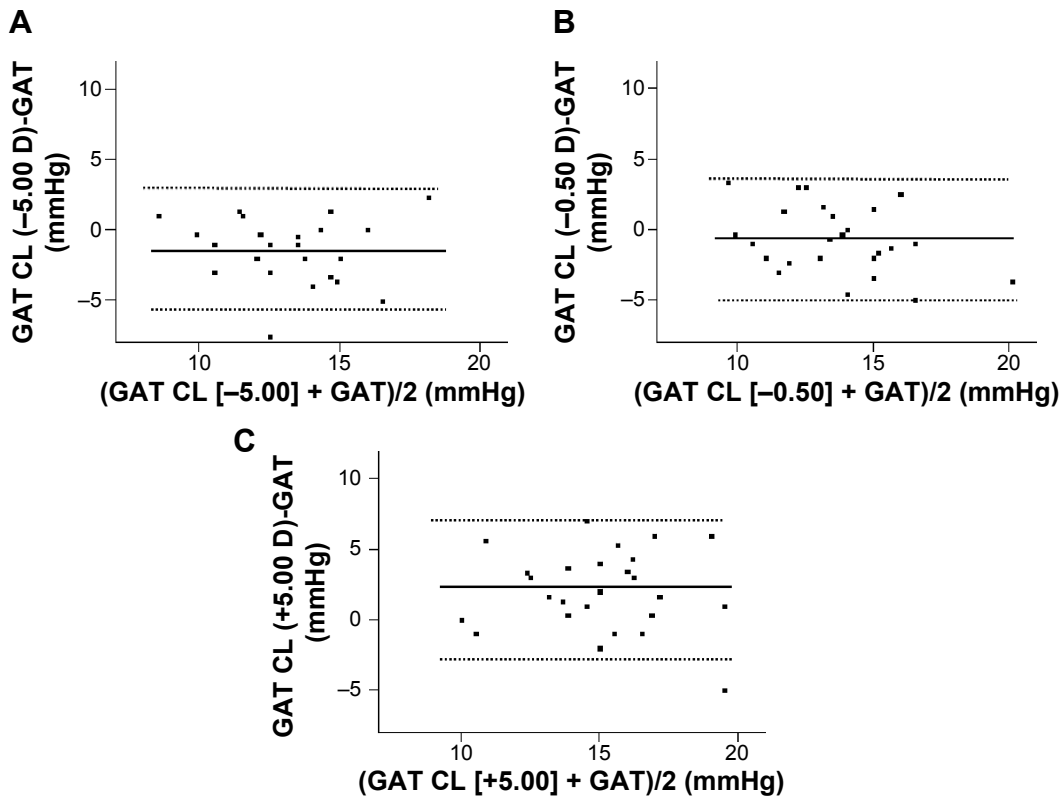 A
GAT CL (–5.00 D)-GAT
(mmHg)
10
5
0
–5
10
15
20
(GAT CL [–5.00] + GAT)/2 (mmHg)
B
GAT CL (–0.50 D)-GAT
(mmHg)
10
5
0
–5
10
15
20
(GAT CL [–0.50] + GAT)/2 (mmHg)
C
GAT CL (+5.00 D)-GAT
(mmHg)
10
5
0
–5
10
15
20
(GAT CL [+5.00] + GAT)/2 (mmHg)